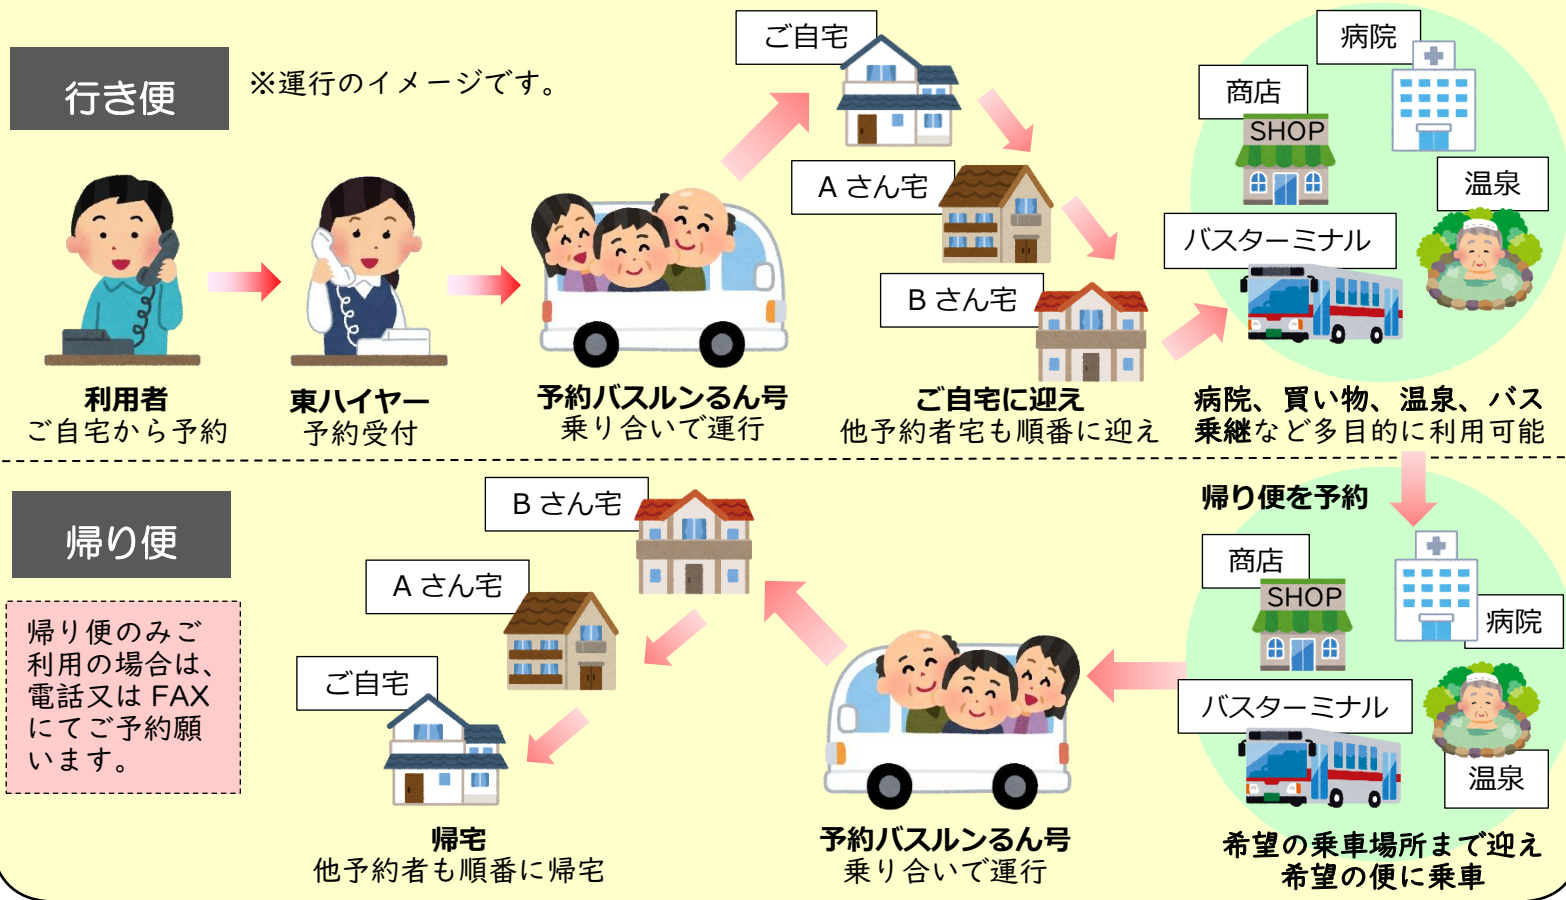 行き便
※運行のイメージです。
ご自宅
Aさん宅
Bさん宅
病院
商店
SHOP
温泉
バスターミナル
利用者
ご自宅から予約
東ハイヤー
予約受付
予約バスルンるん号
乗り合いで運行
ご自宅に迎え
他予約者宅も順番に迎え
病院、買い物、温泉、バス
乗継など多目的に利用可能
帰り便
帰り便のみご
利用の場合は、
電話又は FAX
にてご予約願
います。
帰り便を予約
商店
SHOP
病院
バスターミナル
温泉
希望の乗車場所まで迎え
希望の便に乗車
予約バスルンるん号
乗り合いで運行
Bさん宅
Aさん宅
ご自宅
帰宅
他予約者も順番に帰宅